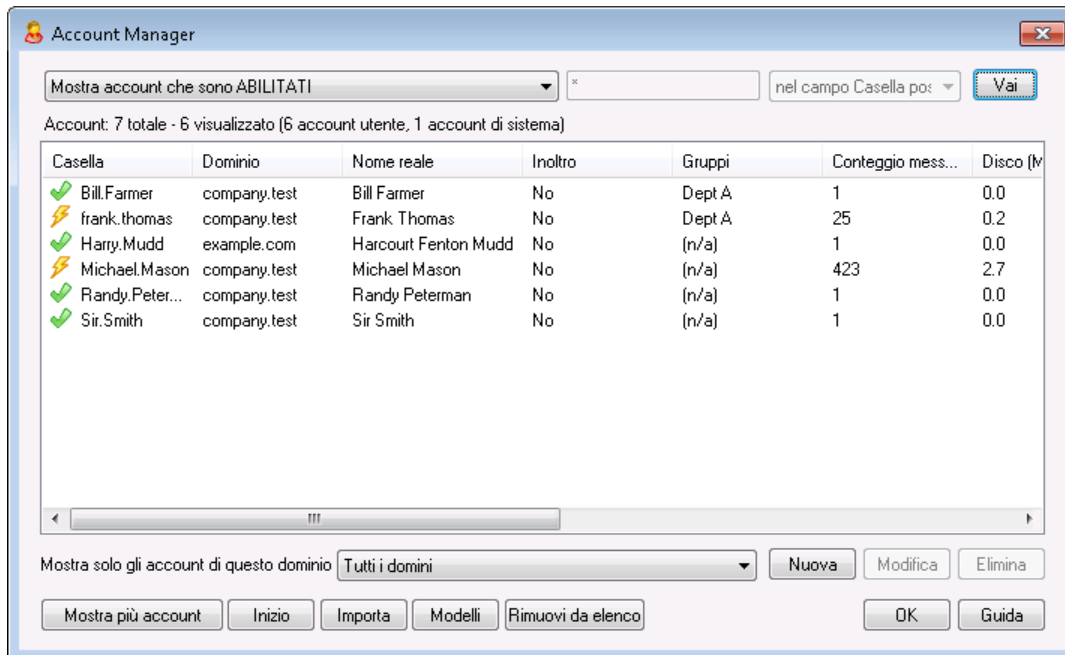 Account Manager
Mostra account che sono ABILITATI * nel campo Casella pos Vai
Account: 7 totale - 6 visualizzato (6 account utente, 1 account di sistema)
Casella Dominio Nome reale Inoltro Gruppi Conteggio mess... Disco (M
Bill.Farmer company.test Bill Farmer No Dept A 1 0.0
frank.thomas company.test Frank Thomas No Dept A 25 0.2
Harry.Mudd example.com Harcourt Fenton Mudd No (n/a) 1 0.0
Michael.Mason company.test Michael Mason No (n/a) 423 2.7
Randy.Peter... company.test Randy Peterman No (n/a) 1 0.0
Sir.Smith company.test Sir Smith No (n/a) 1 0.0
Mostra solo gli account di questo dominio Tutti i domini Nuova Modifica Elimina
Mostra più account Inizio Importa Modelli Rimuovi da elenco OK Guida